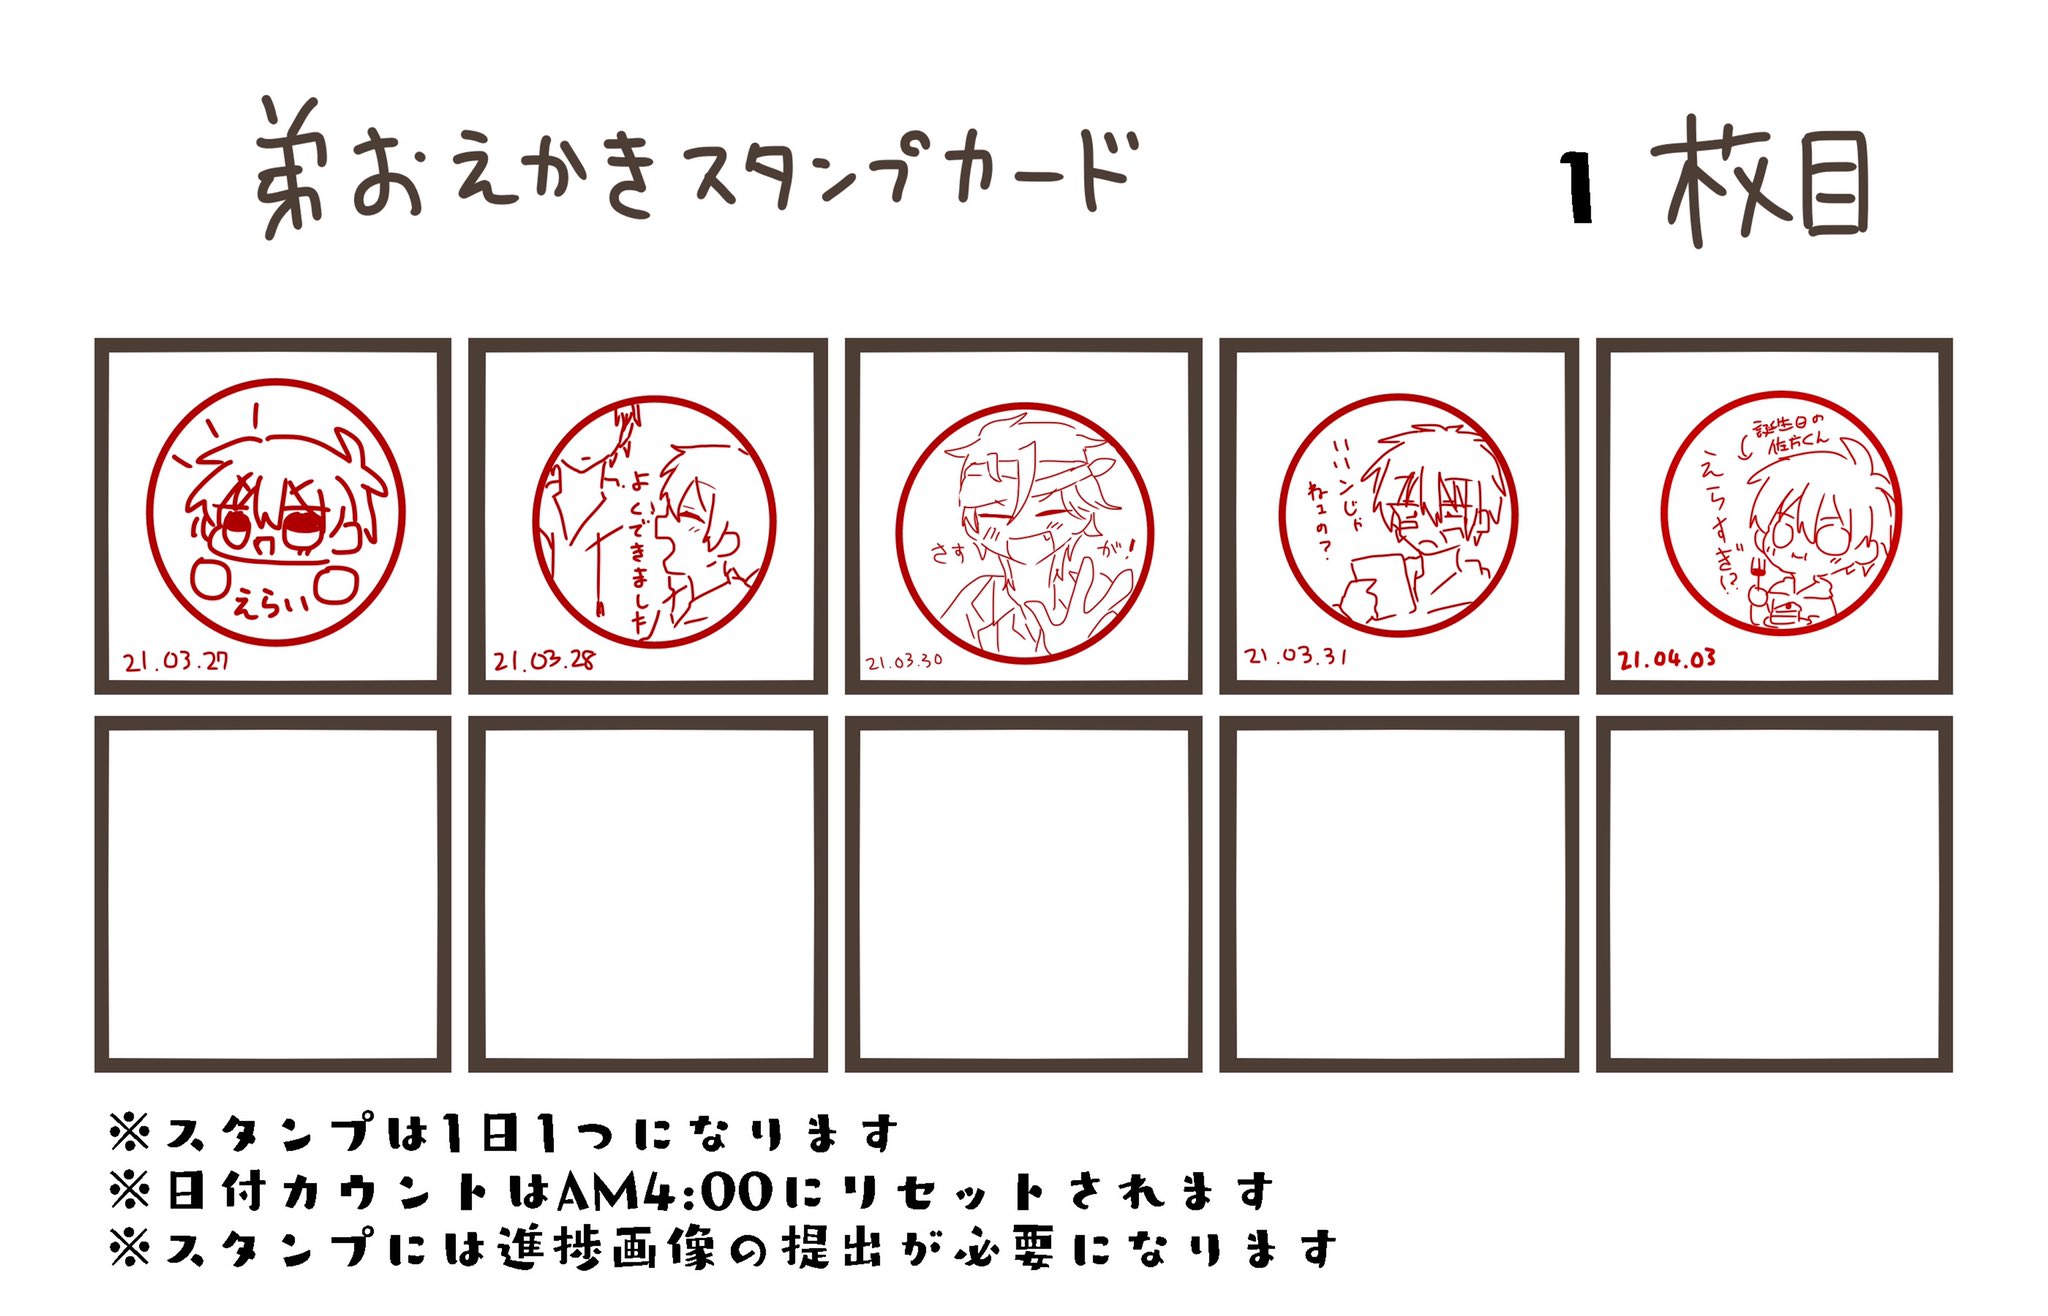 弟おえかきスタンプカード
1枚目
えらい
21.03.27
よくできました
21.03.28
さすが!
21.03.30
いいンじゃ
ねェの?
21.03.31
誕生日の
佐方くん
えらすぎ!?
21.04.03
※スタンプは1日1つになります
※日付カウントはAM4:00にリセットされます
※スタンプには進捗画像の提出が必要になります